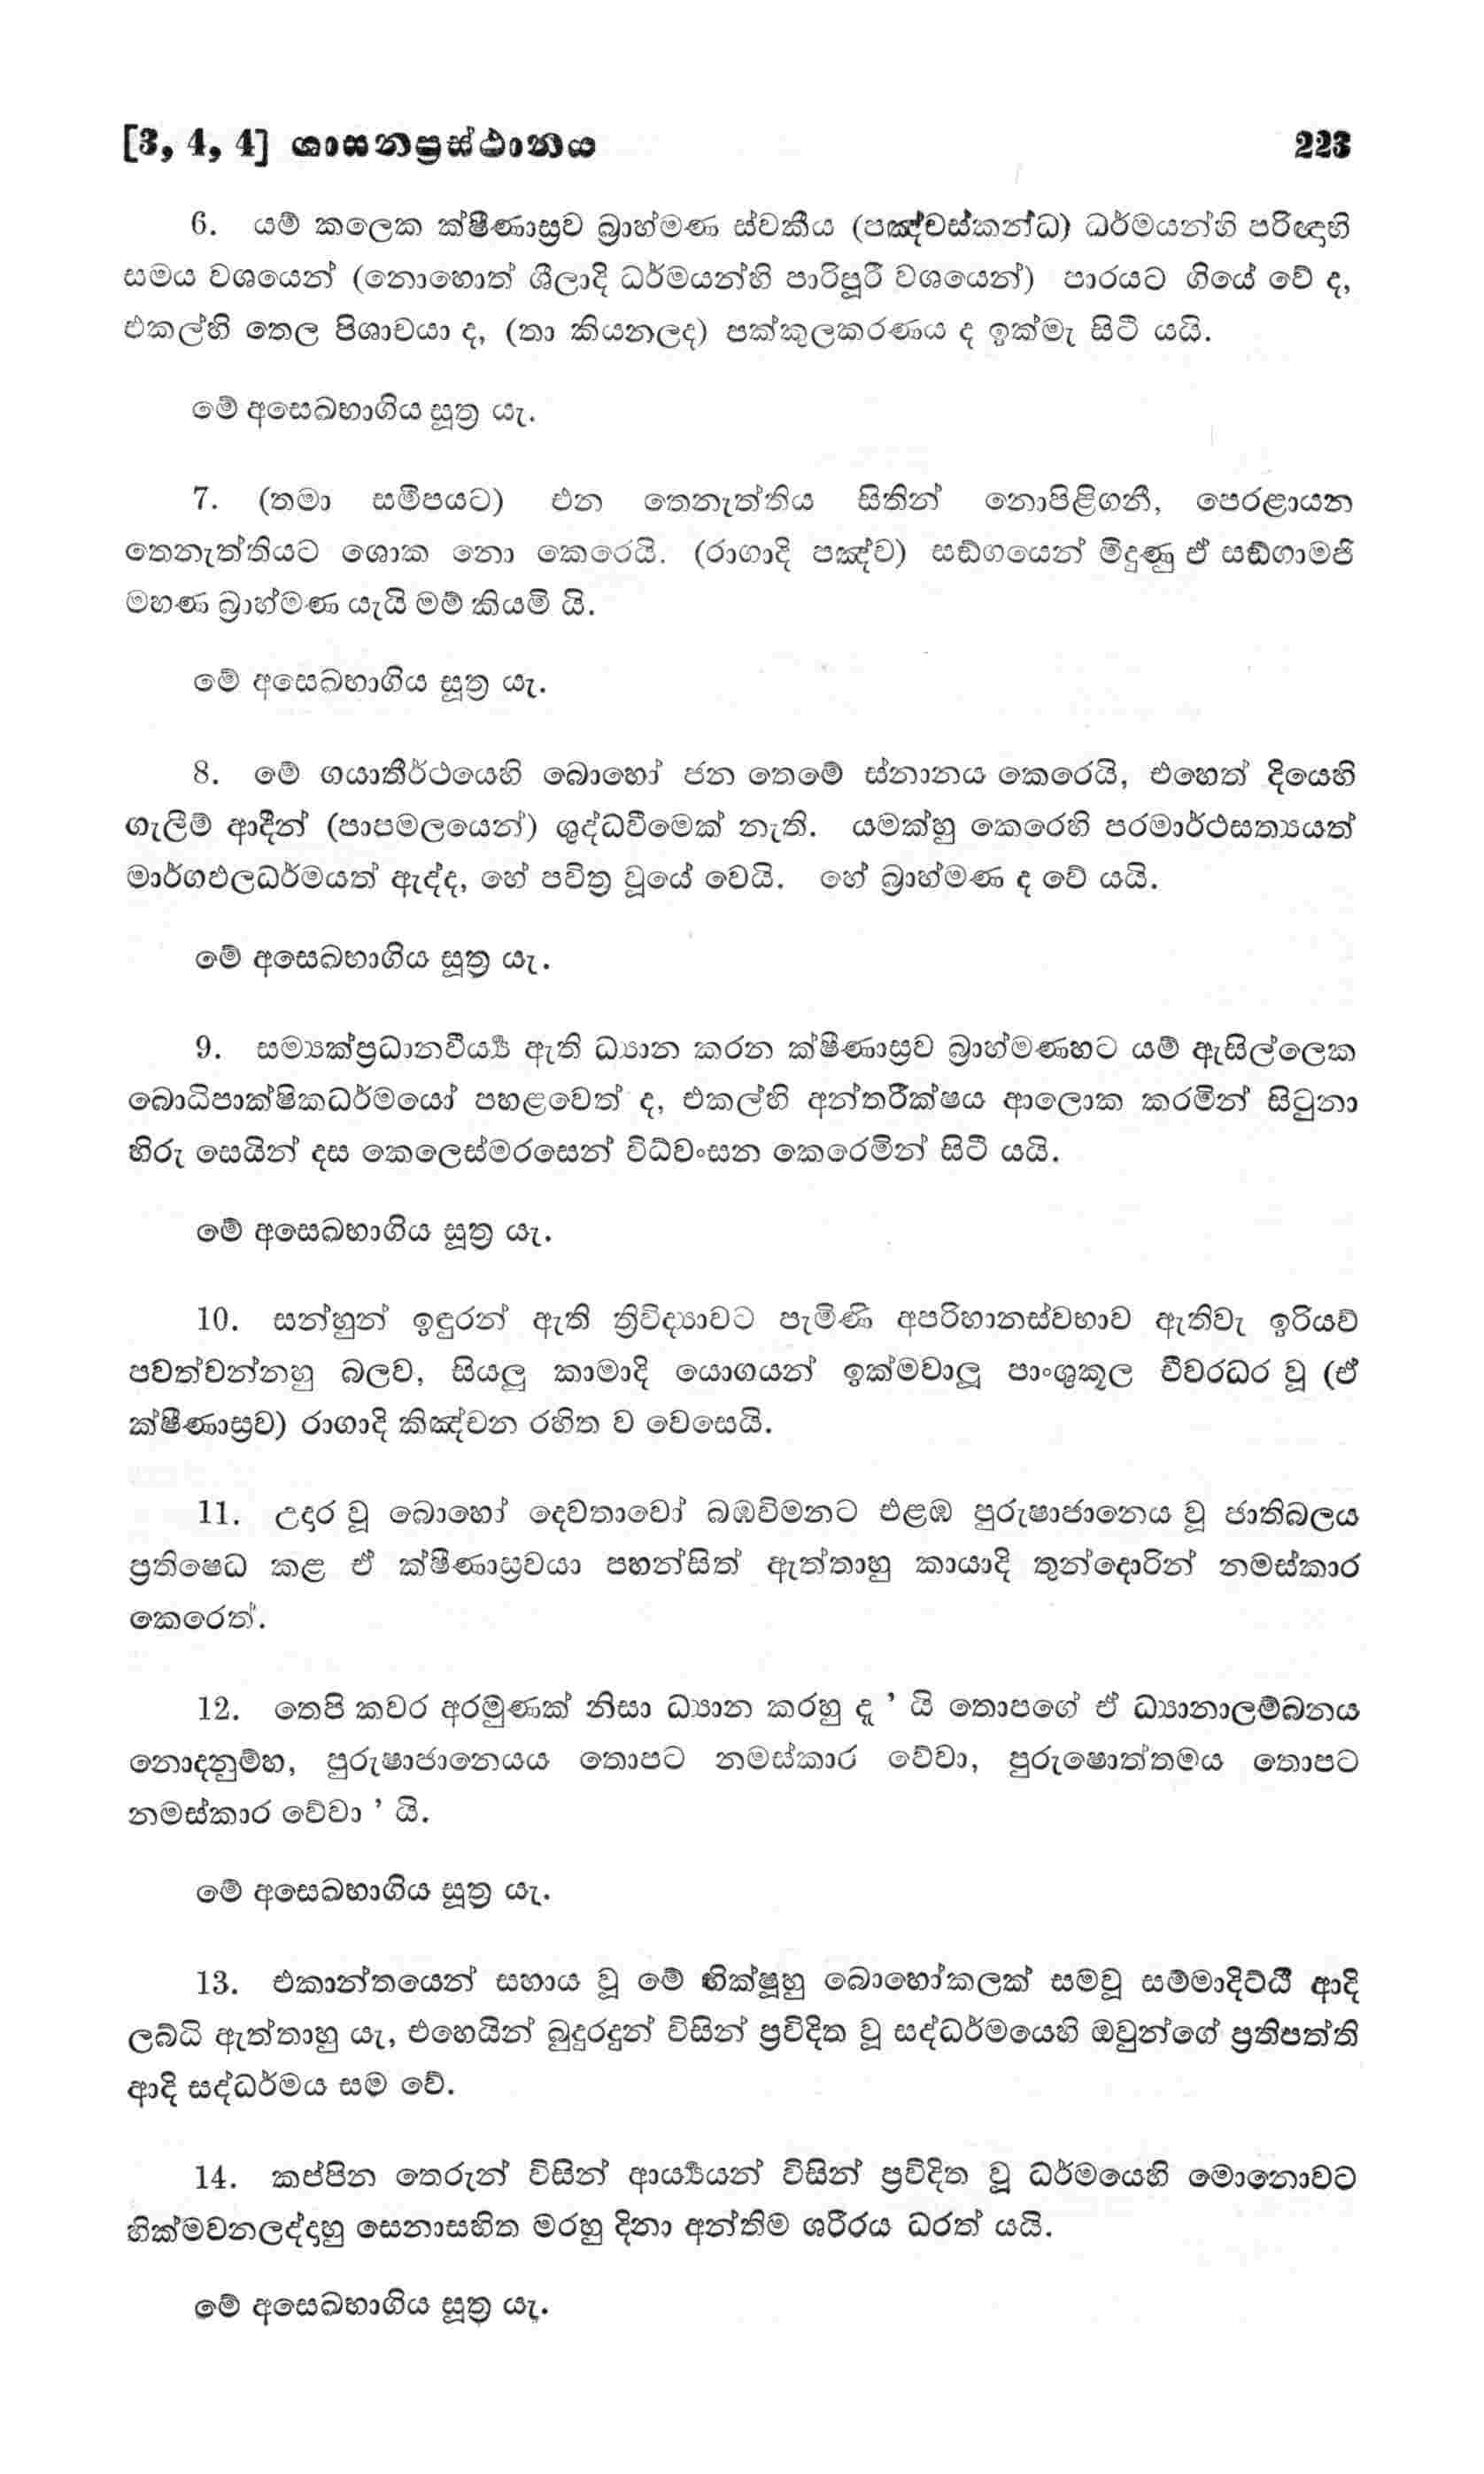 [3, 4, 4] ශාසනප්‍රස්ථානය 223
6. යම් කලෙක ක්ෂීණාස්‍රව බ්‍රාහ්මණ ස්වකීය (පඤ්චස්කන්ධ) ධර්මයන්හි පරිඥාභි
සමය වශයෙන් (නොහොත් ශීලාදි ධර්මයන්හි පාරිපූරි වශයෙන්) පාරයට ගියේ වේ ද,
එකල්හි තෙල පිශාචයා ද, (තා කියනලද) පක්කුලකරණය ද ඉක්මැ සිටී යයි.
මේ අසෙඛභාගිය සූත්‍ර යැ.
7. (තමා සමීපයට) එන තෙනැත්තිය සිතින් නොපිළිගනී, පෙරළායන
තෙනැත්තියට ශොක නො කෙරෙයි. (රාගාදි පඤ්ච) සඞ්ගයෙන් මිදුණු ඒ සඞ්ගාමජි
මහණ බ්‍රාහ්මණ යැයි මම් කියමි යි.
මේ අසෙඛභාගිය සූත්‍ර යැ.
8. මේ ගයාතීර්ථයෙහි බොහෝ ජන තෙමේ ස්නානය කෙරෙයි, එහෙත් දියෙහි
ගැලීම් ආදීන් (පාපමලයෙන්) ශුද්ධවීමෙක් නැති. යමක්හු කෙරෙහි පරමාර්ථසත්‍යයත්
මාර්ගඵලධර්මයත් ඇද්ද, හේ පවිත්‍ර වූයේ වෙයි. හේ බ්‍රාහ්මණ ද වේ යයි.
මේ අසෙඛභාගිය සූත්‍ර යැ.
9. සම්‍යක්ප්‍රධානවීර්‍ය්‍ය ඇති ධ්‍යාන කරන ක්ෂීණාස්‍රව බ්‍රාහ්මණහට යම් ඇසිල්ලෙක
බොධිපාක්ෂිකධර්මයෝ පහළවෙත් ද, එකල්හි අන්තරීක්ෂය ආලොක කරමින් සිටුනා
හිරු සෙයින් දස කෙලෙස්මරසෙන් විධ්වංසන කෙරෙමින් සිටී යයි.
මේ අසෙඛභාගිය සූත්‍ර යැ.
10. සන්හුන් ඉඳුරන් ඇති ත්‍රිවිද්‍යාවට පැමිණි අපරිහානස්වභාව ඇතිවැ ඉරියව්
පවත්වන්නහු බලව, සියලු කාමාදි යොගයන් ඉක්මවාලූ පාංශුකූල චීවරධර වූ (ඒ
ක්ෂීණාස්‍රව) රාගාදි කිඤ්චන රහිත ව වෙසෙයි.
11. උදාර වූ බොහෝ දෙවතාවෝ බඹවිමනට එළඹ පුරුෂාජානෙය වූ ජාතිබලය
ප්‍රතිෂෙධ කළ ඒ ක්ෂීණාස්‍රවයා පහන්සිත් ඇත්තාහු කායාදි තුන්දොරින් නමස්කාර
කෙරෙත්.
12. තෙපි කවර අරමුණක් නිසා ධ්‍යාන කරහු දැ ’ යි තොපගේ ඒ ධ්‍යානාලම්බනය
නොදනුම්හ, පුරුෂාජානෙයය තොපට නමස්කාර වේවා, පුරුෂොත්තමය තොපට
නමස්කාර වේවා ’ යි.
මේ අසෙඛභාගිය සූත්‍ර යැ.
13. එකාන්තයෙන් සහාය වූ මේ භික්ෂූහු බොහෝකලක් සමවූ සම්මාදිට්ඨි ආදි
ලබ්ධි ඇත්තාහු යැ, එහෙයින් බුදුරදුන් විසින් ප්‍රවිදිත වූ සද්ධර්මයෙහි ඔවුන්ගේ ප්‍රතිපත්ති
ආදි සද්ධර්මය සම වේ.
14. කප්පින තෙරුන් විසින් ආර්‍ය්‍යයන් විසින් ප්‍රවිදිත වූ ධර්මයෙහි මොනොවට
හික්මවනලද්දාහු සෙනාසහිත මරහු දිනා අන්තිම ශරීරය ධරත් යයි.
මේ අසෙඛභාගිය සූත්‍ර යැ.